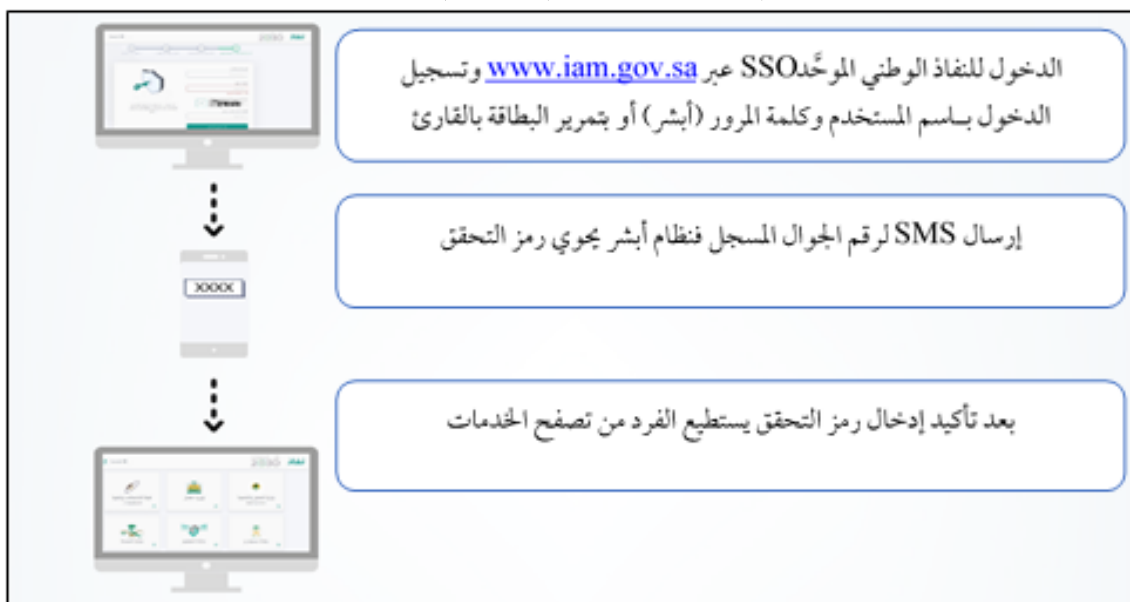 الدخول للنفاذ الوطني الموحَّدSSO عبر www.iam.gov.sa وتسجيل
الدخول بـاسم المستخدم وكلمة المرور (أبشر) أو بتمرير البطاقة بالقارئ
إرسال SMS لرقم الجوال المسجل فنظام أبشر يحوي رمز التحقق
XXXX
بعد تأكيد إدخال رمز التحقق يستطيع الفرد من تصفح الخدمات